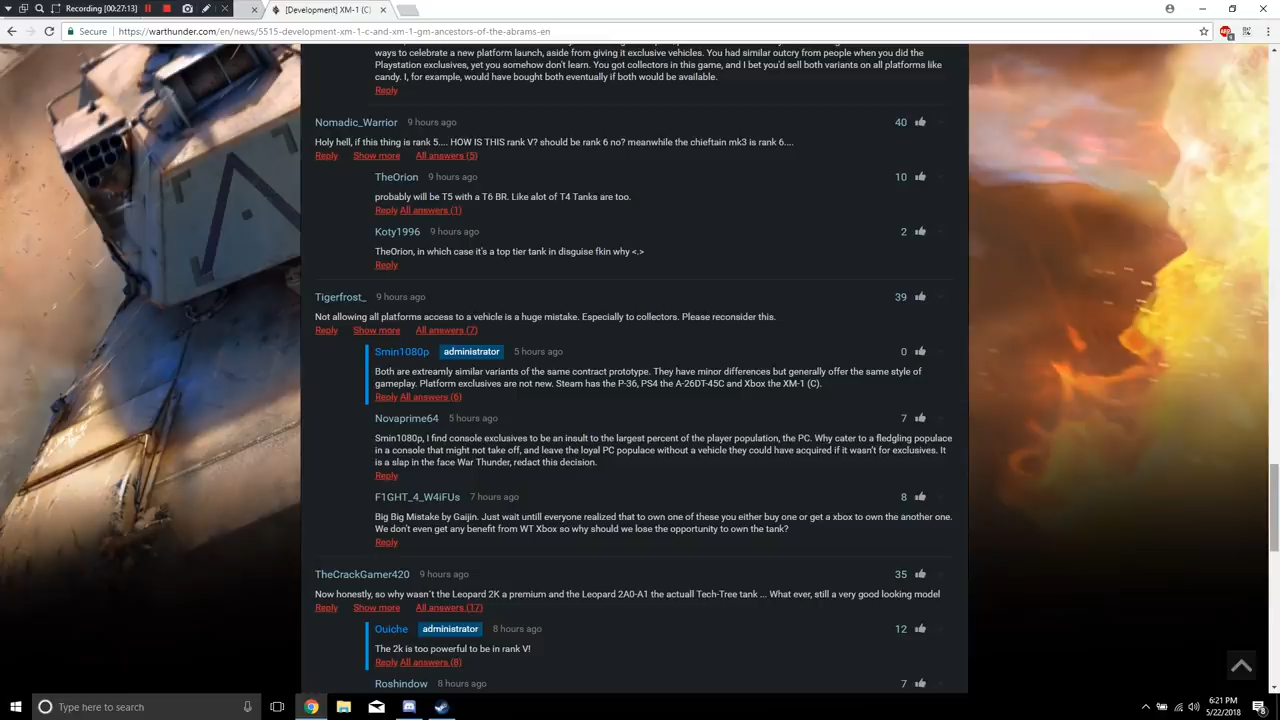 Recording [00:27:13]
[Development] XM-1 (C)
Secure https://warthunder.com/en/news/5515-development-xm-1-c-and-xm-1-gm-ancestors-of-the-abrams-en
ways to celebrate a new platform launch, aside from giving it exclusive vehicles. You had similar outcry from people when you did the
Playstation exclusives, yet you somehow don't learn. You got collectors in this game, and I bet you'd sell both variants on all platforms like
candy. I, for example, would have bought both eventually if both would be available.
Reply
Nomadic_Warrior 9 hours ago 40
Holy hell, if this thing is rank 5.... HOW IS THIS rank V? should be rank 6 no? meanwhile the chieftain mk3 is rank 6....
Reply Show more All answers (5)
TheOrion 9 hours ago 10
probably will be T5 with a T6 BR. Like alot of T4 Tanks are too.
Reply All answers (1)
Koty1996 9 hours ago 2
TheOrion, in which case it's a top tier tank in disguise fkin why <.>
Reply
Tigerfrost_ 9 hours ago 39
Not allowing all platforms access to a vehicle is a huge mistake. Especially to collectors. Please reconsider this.
Reply Show more All answers (7)
Smin1080p administrator 5 hours ago 0
Both are extreamly similar variants of the same contract prototype. They have minor differences but generally offer the same style of
gameplay. Platform exclusives are not new. Steam has the P-36, PS4 the A-26DT-45C and Xbox the XM-1 (C).
Reply All answers (6)
Novaprime64 5 hours ago 7
Smin1080p, I find console exclusives to be an insult to the largest percent of the player population, the PC. Why cater to a fledgling populace
in a console that might not take off, and leave the loyal PC populace without a vehicle they could have acquired if it wasn't for exclusives. It
is a slap in the face War Thunder, redact this decision.
Reply
F1GHT_4_W4iFUs 7 hours ago 8
Big Big Mistake by Gaijin. Just wait untill everyone realized that to own one of these you either buy one or get a xbox to own the another one.
We don't even get any benefit from WT Xbox so why should we lose the opportunity to own the tank?
Reply
TheCrackGamer420 9 hours ago 35
Now honestly, so why wasn´t the Leopard 2K a premium and the Leopard 2A0-A1 the actuall Tech-Tree tank ... What ever, still a very good looking model
Reply Show more All answers (17)
Ouiche administrator 8 hours ago 12
The 2k is too powerful to be in rank V!
Reply All answers (8)
Roshindow 8 hours ago 7
Type here to search
6:21 PM
5/22/2018